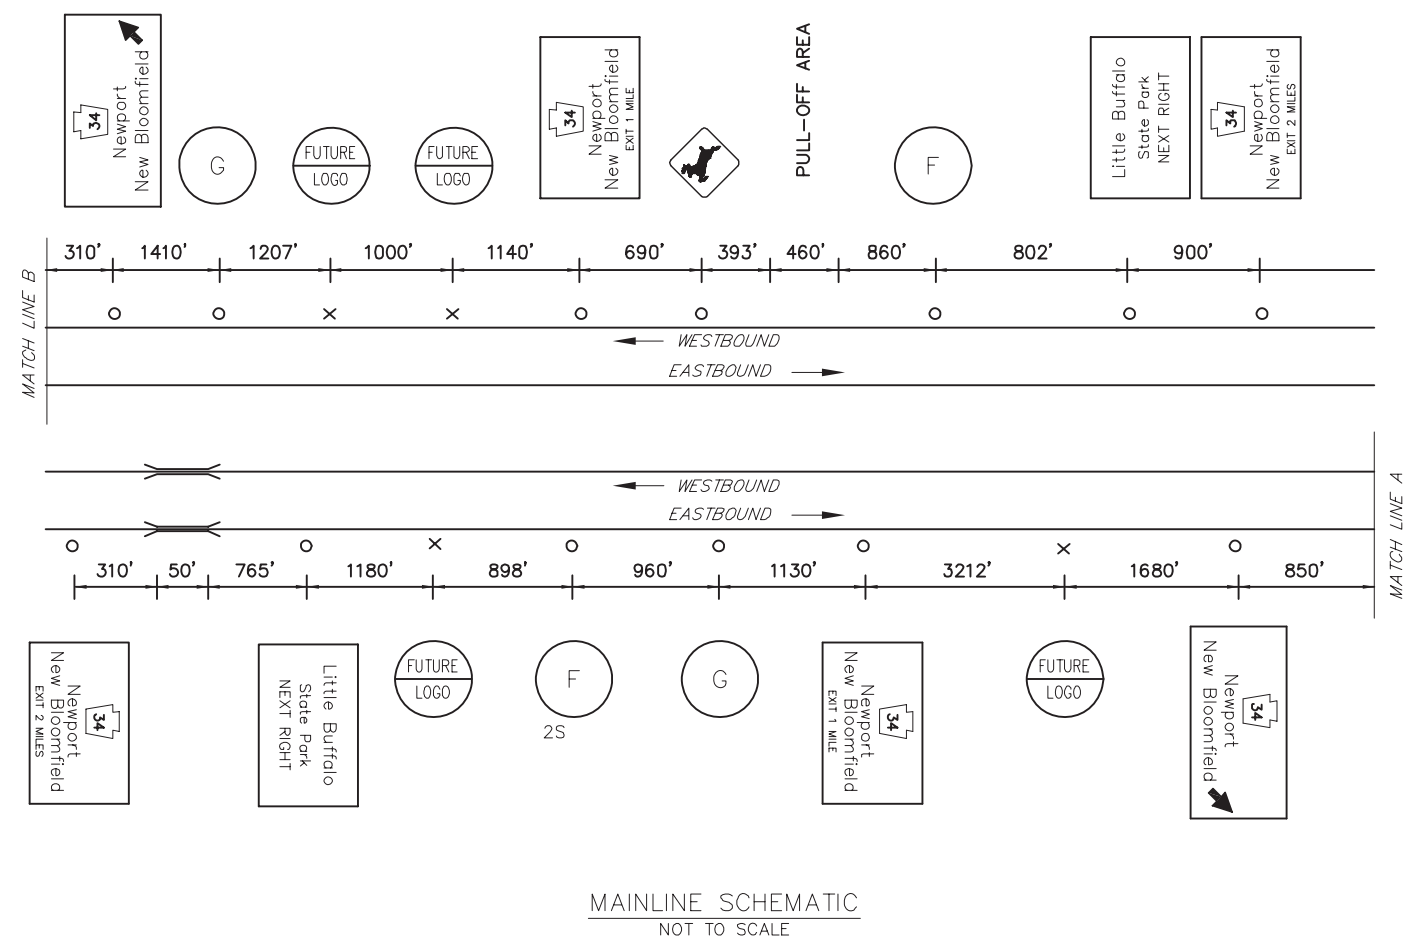 34
Newport
New Bloomfield
G
FUTURE
LOGO
FUTURE
LOGO
34
Newport
New Bloomfield
EXIT 1 MILE
PULL-OFF AREA
F
Little Buffalo
State Park
NEXT RIGHT
34
Newport
New Bloomfield
EXIT 2 MILES
310' 1410' 1207' 1000' 1140' 690' 393' 460' 860' 802' 900'
MATCH LINE B
WESTBOUND
EASTBOUND
WESTBOUND
EASTBOUND
MATCH LINE A
310' 50' 765' 1180' 898' 960' 1130' 3212' 1680' 850'
34
Newport
New Bloomfield
EXIT 2 MILES
Little Buffalo
State Park
NEXT RIGHT
FUTURE
LOGO
F
2S
G
34
Newport
New Bloomfield
EXIT 1 MILE
FUTURE
LOGO
34
Newport
New Bloomfield
MAINLINE SCHEMATIC
NOT TO SCALE